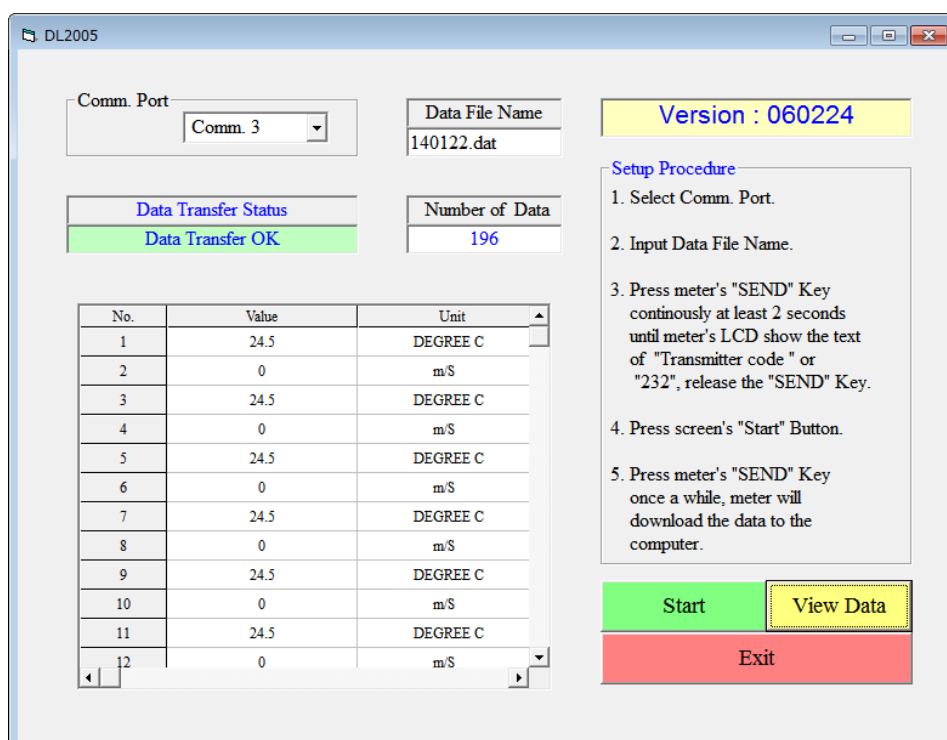 DL2005
Comm. Port
Comm. 3
Data File Name
140122.dat
Version : 060224
Data Transfer Status
Data Transfer OK
Number of Data
196
Setup Procedure
1. Select Comm. Port.
2. Input Data File Name.
3. Press meter's "SEND" Key
continously at least 2 seconds
until meter's LCD show the text
of "Transmitter code " or
"232", release the "SEND" Key.
4. Press screen's "Start" Button.
5. Press meter's "SEND" Key
once a while, meter will
download the data to the
computer.
No. Value Unit
1 24.5 DEGREE C
2 0 m/S
3 24.5 DEGREE C
4 0 m/S
5 24.5 DEGREE C
6 0 m/S
7 24.5 DEGREE C
8 0 m/S
9 24.5 DEGREE C
10 0 m/S
11 24.5 DEGREE C
12 0 m/S
Start
View Data
Exit